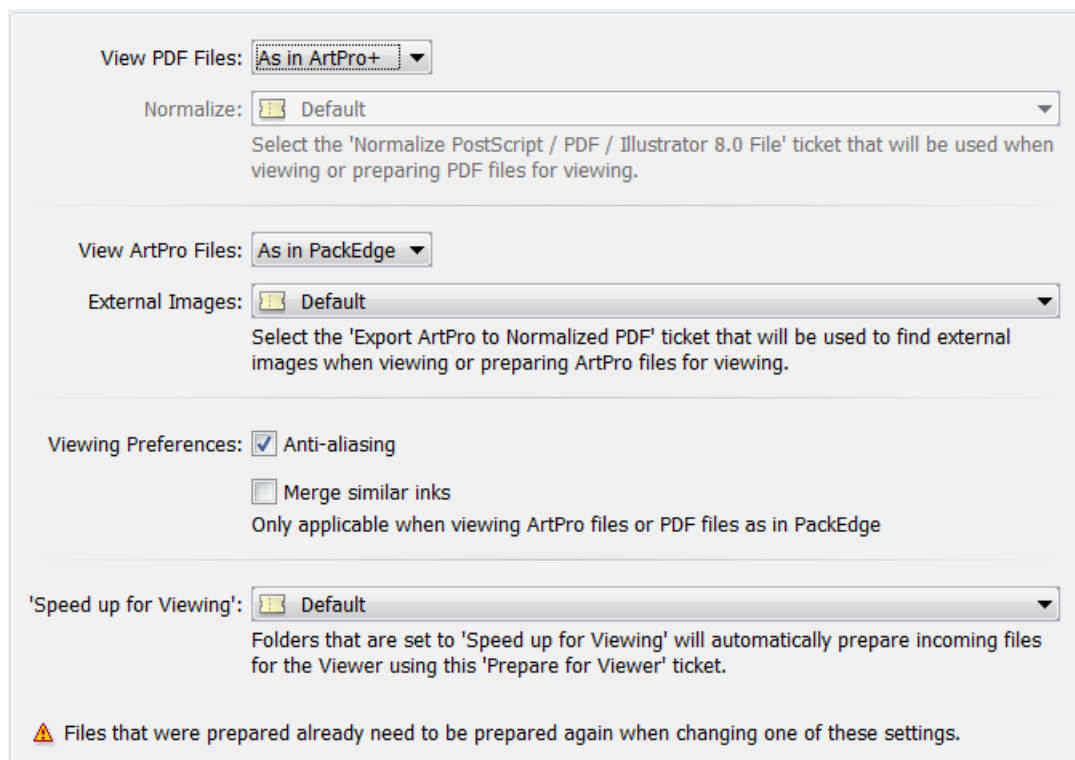 View PDF Files: As in ArtPro+
Normalize: Default
Select the 'Normalize PostScript / PDF / Illustrator 8.0 File' ticket that will be used when
viewing or preparing PDF files for viewing.
View ArtPro Files: As in PackEdge
External Images: Default
Select the 'Export ArtPro to Normalized PDF' ticket that will be used to find external
images when viewing or preparing ArtPro files for viewing.
Viewing Preferences: Anti-aliasing
Merge similar inks
Only applicable when viewing ArtPro files or PDF files as in PackEdge
'Speed up for Viewing': Default
Folders that are set to 'Speed up for Viewing' will automatically prepare incoming files
for the Viewer using this 'Prepare for Viewer' ticket.
Files that were prepared already need to be prepared again when changing one of these settings.